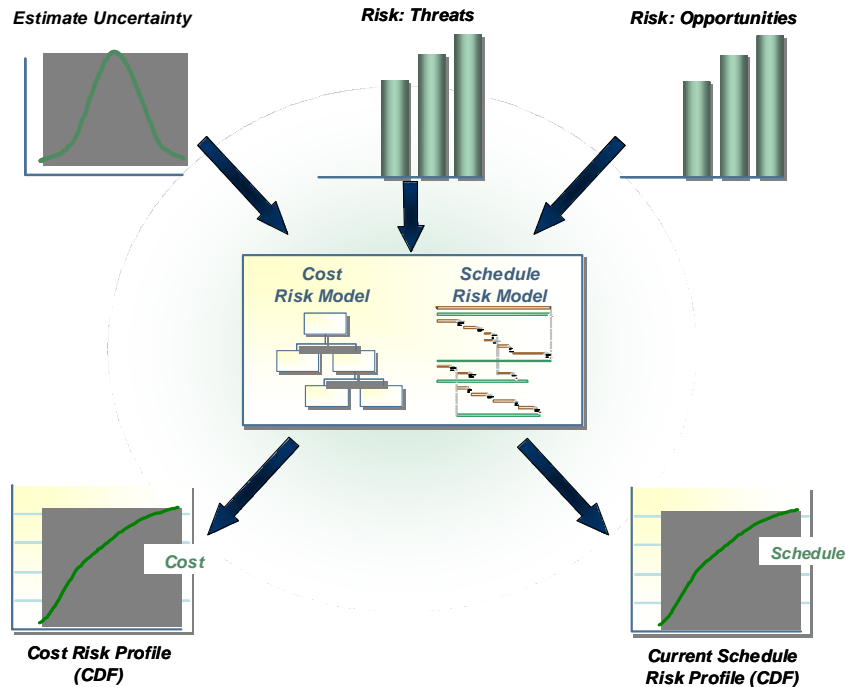 Estimate Uncertainty
Risk: Threats
Risk: Opportunities
Cost
Risk Model
Schedule
Risk Model
Cost
Schedule
Cost Risk Profile
(CDF)
Current Schedule
Risk Profile (CDF)